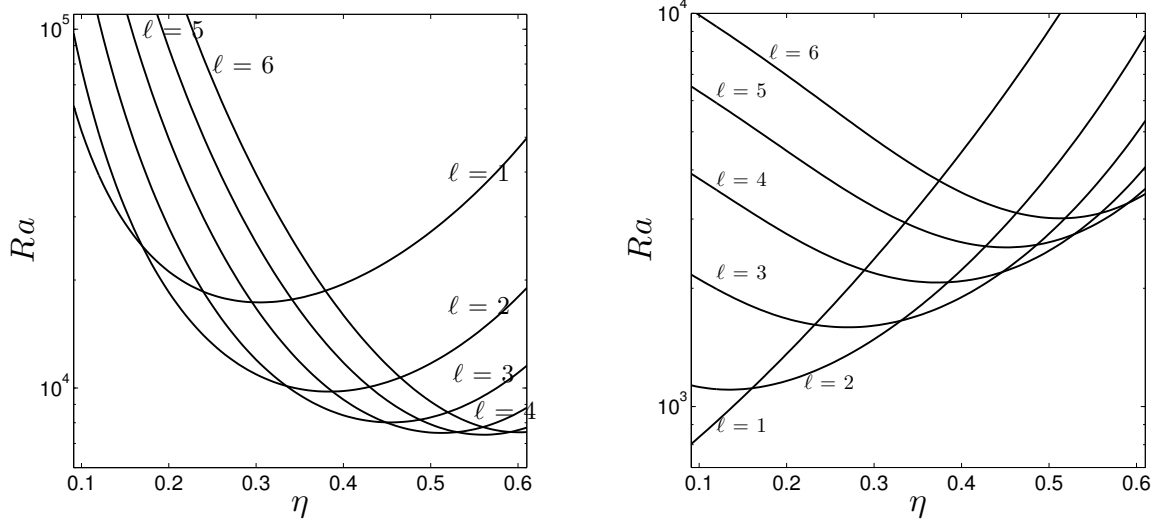 10^5
10^4
Ra
ℓ = 5
ℓ = 6
ℓ = 1
ℓ = 2
ℓ = 3
ℓ = 4
0.1 0.2 0.3 0.4 0.5 0.6
η
10^4
10^3
Ra
ℓ = 6
ℓ = 5
ℓ = 4
ℓ = 3
ℓ = 2
ℓ = 1
0.1 0.2 0.3 0.4 0.5 0.6
η